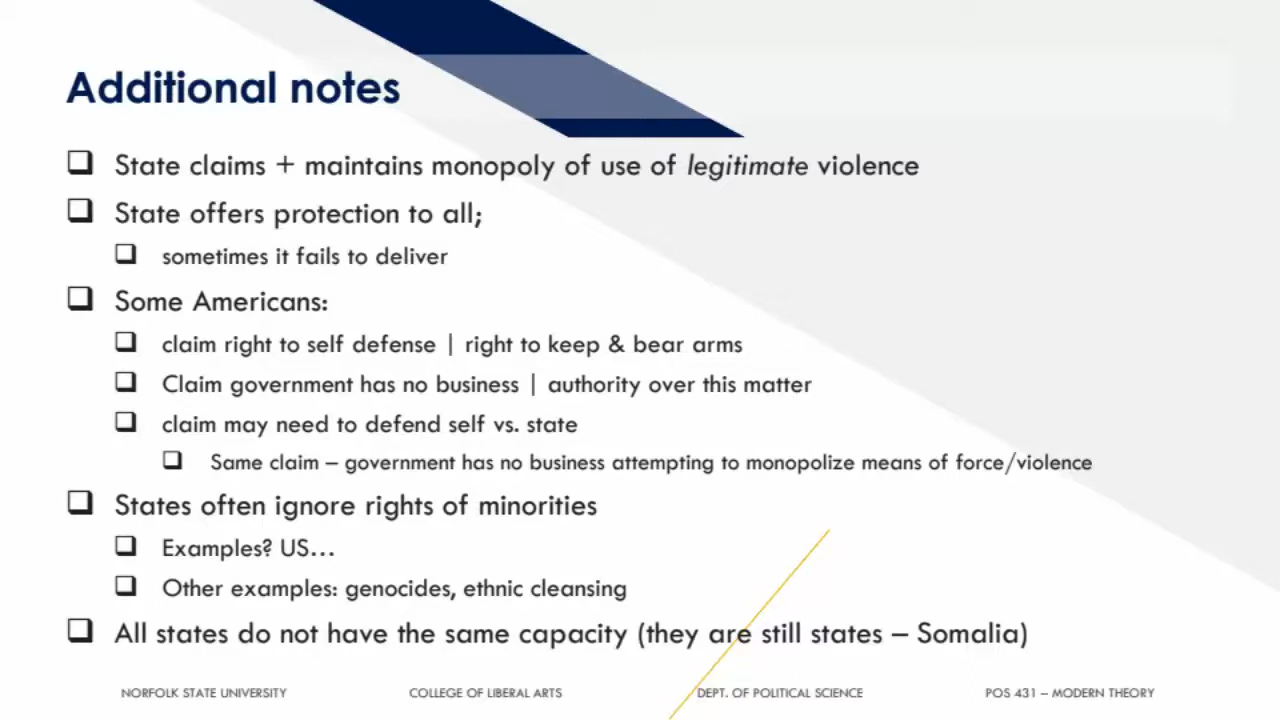 Additional notes
State claims + maintains monopoly of use of legitimate violence
State offers protection to all;
sometimes it fails to deliver
Some Americans:
claim right to self defense | right to keep & bear arms
Claim government has no business | authority over this matter
claim may need to defend self vs. state
Same claim – government has no business attempting to monopolize means of force/violence
States often ignore rights of minorities
Examples? US…
Other examples: genocides, ethnic cleansing
All states do not have the same capacity (they are still states – Somalia)
NORFOLK STATE UNIVERSITY COLLEGE OF LIBERAL ARTS DEPT. OF POLITICAL SCIENCE POS 431 – MODERN THEORY